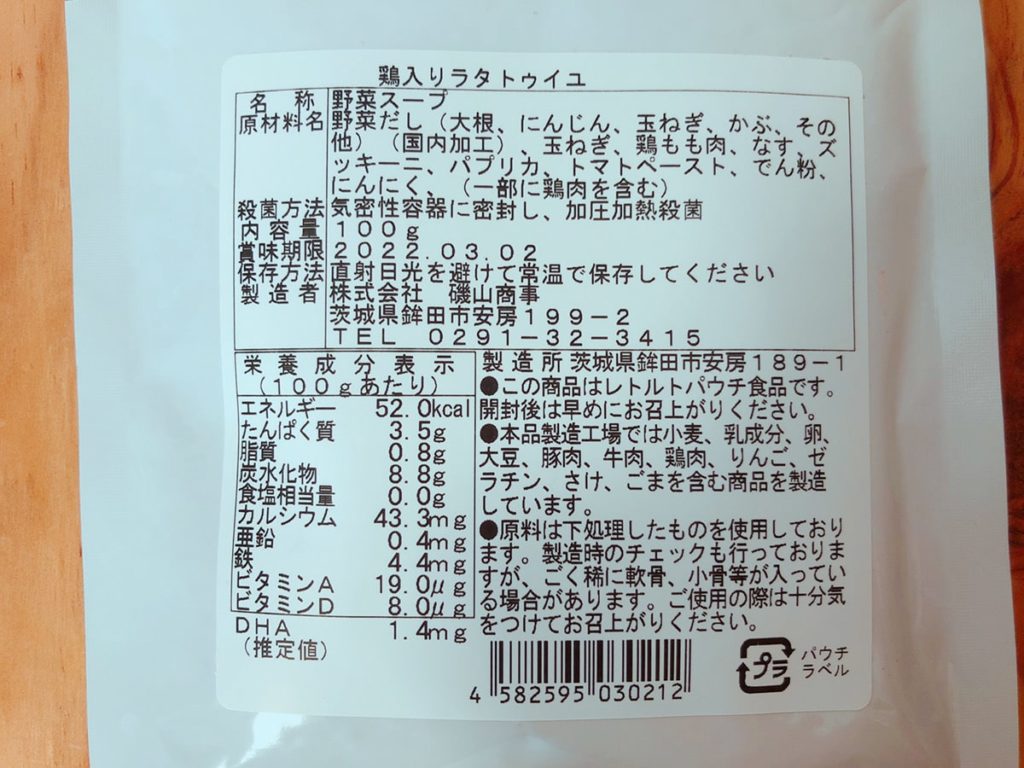 鶏入りラタトゥイユ
名称 野菜スープ
原材料名 野菜だし（大根、にんじん、玉ねぎ、かぶ、その
他）（国内加工）、玉ねぎ、鶏もも肉、なす、ズ
ッキーニ、パプリカ、トマトペースト、でん粉、
にんにく、（一部に鶏肉を含む）
殺菌方法 気密性容器に密封し、加圧加熱殺菌
内容量 100g
賞味期限 2022.03.02
保存方法 直射日光を避けて常温で保存してください
製造者 株式会社 磯山商事
茨城県鉾田市安房199-2
TEL 0291-32-3415
栄養成分表示
（100gあたり）
エネルギー 52.0kcal
たんぱく質 3.5g
脂質 0.8g
炭水化物 8.8g
食塩相当量 0.0g
カルシウム 43.3mg
亜鉛 0.4mg
鉄 4.4mg
ビタミンA 19.0μg
ビタミンD 8.0μg
DHA 1.4mg
（推定値）
製造所 茨城県鉾田市安房189-1
●この商品はレトルトパウチ食品です。
開封後は早めにお召上がりください。
●本品製造工場では小麦、乳成分、卵、
大豆、豚肉、牛肉、鶏肉、りんご、ゼ
ラチン、さけ、ごまを含む商品を製造
しています。
●原料は下処理したものを使用しており
ます。製造時のチェックも行っておりま
すが、ごく稀に軟骨、小骨等が入ってい
る場合があります。ご使用の際は十分気
をつけてお召上がりください。
4 582595 030212
プラ
パウチ
ラベル